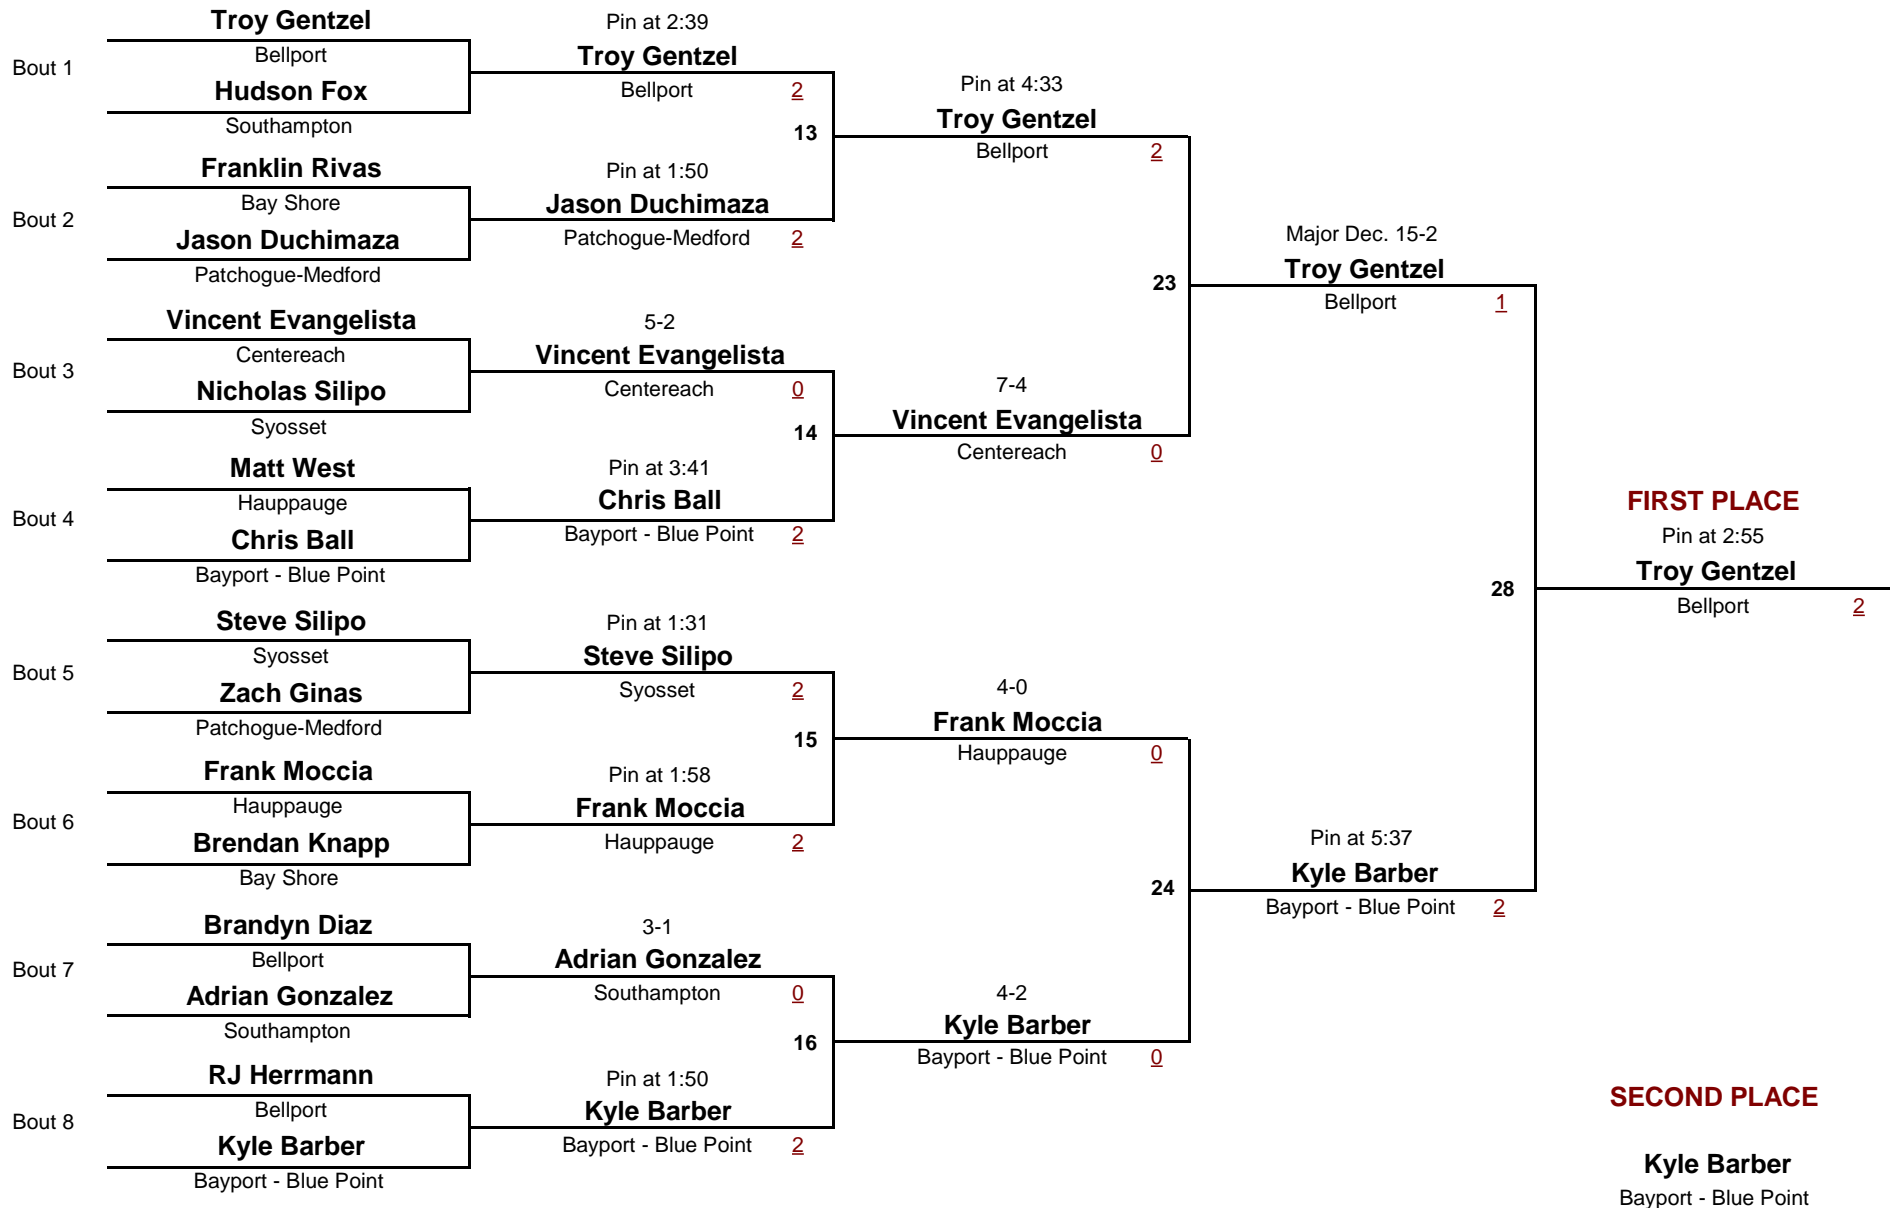 Bout 1
Troy Gentzel
Bellport
Hudson Fox
Southampton
Bout 2
Franklin Rivas
Bay Shore
Jason Duchimaza
Patchogue-Medford
Bout 3
Vincent Evangelista
Centereach
Nicholas Silipo
Syosset
Bout 4
Matt West
Hauppauge
Chris Ball
Bayport - Blue Point
Bout 5
Steve Silipo
Syosset
Zach Ginas
Patchogue-Medford
Bout 6
Frank Moccia
Hauppauge
Brendan Knapp
Bay Shore
Bout 7
Brandyn Diaz
Bellport
Adrian Gonzalez
Southampton
Bout 8
RJ Herrmann
Bellport
Kyle Barber
Bayport - Blue Point
Pin at 2:39
Troy Gentzel
Bellport 2
13
Pin at 1:50
Jason Duchimaza
Patchogue-Medford 2
5-2
Vincent Evangelista
Centereach 0
14
Pin at 3:41
Chris Ball
Bayport - Blue Point 2
Pin at 1:31
Steve Silipo
Syosset 2
15
Pin at 1:58
Frank Moccia
Hauppauge 2
3-1
Adrian Gonzalez
Southampton 0
16
Pin at 1:50
Kyle Barber
Bayport - Blue Point 2
Pin at 4:33
Troy Gentzel
Bellport 2
23
7-4
Vincent Evangelista
Centereach 0
4-0
Frank Moccia
Hauppauge 0
24
4-2
Kyle Barber
Bayport - Blue Point 0
Major Dec. 15-2
Troy Gentzel
Bellport 1
28
Pin at 5:37
Kyle Barber
Bayport - Blue Point 2
FIRST PLACE
Pin at 2:55
Troy Gentzel
Bellport 2
SECOND PLACE
Kyle Barber
Bayport - Blue Point